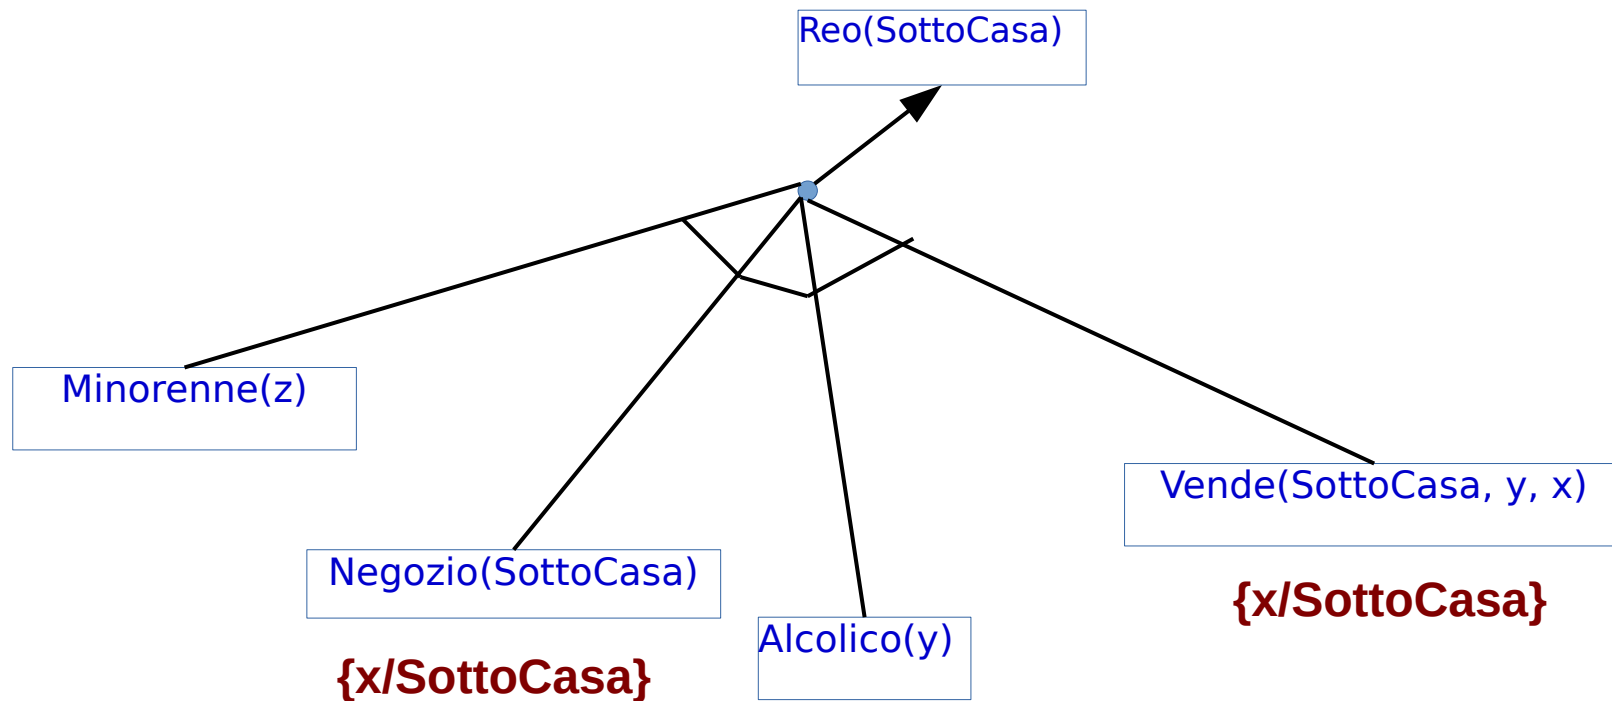 Reo(SottoCasa)
Minorenne(z)
Vende(SottoCasa, y, x)
Negozio(SottoCasa)
{x/SottoCasa}
Alcolico(y)
{x/SottoCasa}